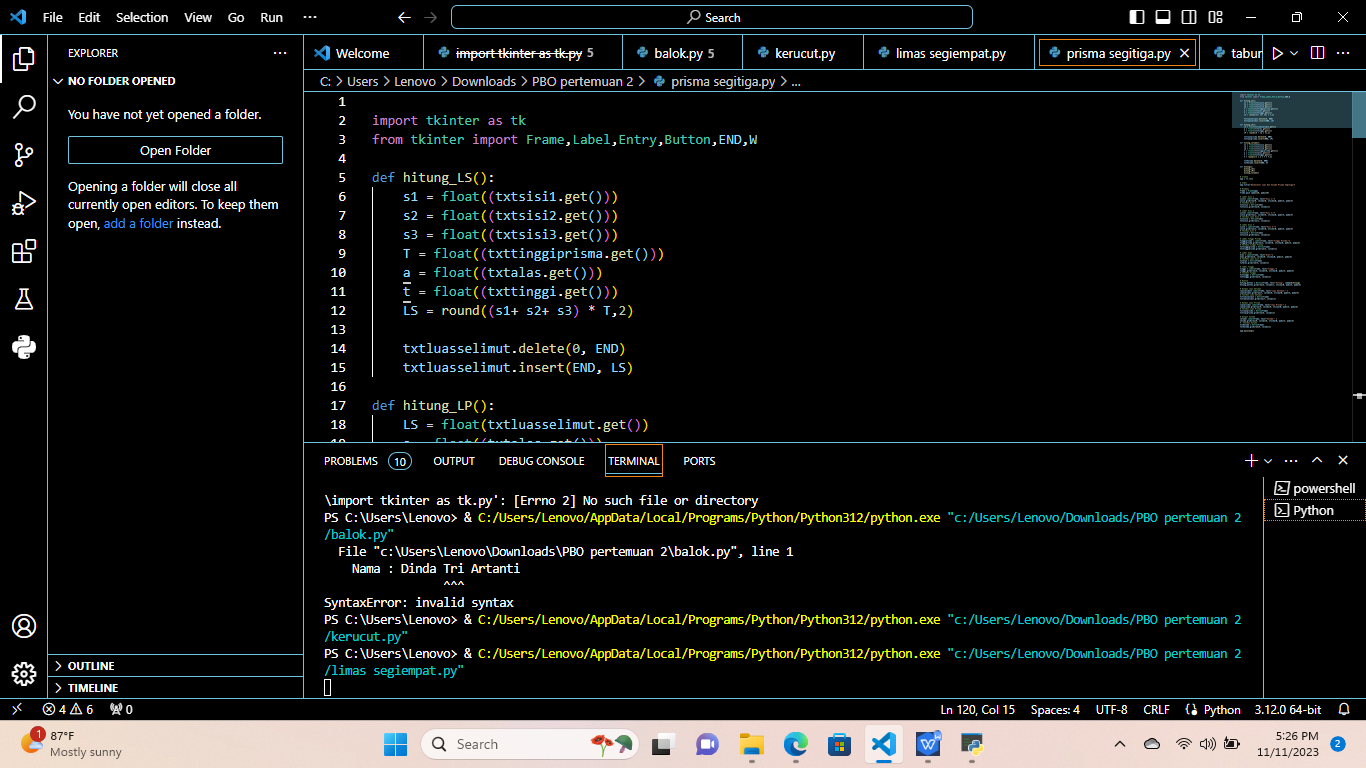 File Edit Selection View Go Run ··· Search
EXPLORER ···
NO FOLDER OPENED
You have not yet opened a folder.
Open Folder
Opening a folder will close all
currently open editors. To keep them
open, add a folder instead.
OUTLINE
TIMELINE
Welcome import tkinter as tk.py 5 balok.py 5 kerucut.py limas segiempat.py prisma segitiga.py tabun
C: > Users > Lenovo > Downloads > PBO pertemuan 2 > prisma segitiga.py > ...
1
2 import tkinter as tk
3 from tkinter import Frame,Label,Entry,Button,END,W
4
5 def hitung_LS():
6 s1 = float((txtsisi1.get()))
7 s2 = float((txtsisi2.get()))
8 s3 = float((txtsisi3.get()))
9 T = float((txttinggiprisma.get()))
10 a = float((txtalas.get()))
11 t = float((txttinggi.get()))
12 LS = round((s1+ s2+ s3) * T,2)
13
14 txtluasselimut.delete(0, END)
15 txtluasselimut.insert(END, LS)
16
17 def hitung_LP():
18 LS = float(txtluasselimut.get())
PROBLEMS 10 OUTPUT DEBUG CONSOLE TERMINAL PORTS
\import tkinter as tk.py': [Errno 2] No such file or directory
PS C:\Users\Lenovo> & C:/Users/Lenovo/AppData/Local/Programs/Python/Python312/python.exe "c:/Users/Lenovo/Downloads/PBO pertemuan 2
/balok.py"
File "c:\Users\Lenovo\Downloads\PBO pertemuan 2\balok.py", line 1
Nama : Dinda Tri Artanti
^^^
SyntaxError: invalid syntax
PS C:\Users\Lenovo> & C:/Users/Lenovo/AppData/Local/Programs/Python/Python312/python.exe "c:/Users/Lenovo/Downloads/PBO pertemuan 2
/kerucut.py"
PS C:\Users\Lenovo> & C:/Users/Lenovo/AppData/Local/Programs/Python/Python312/python.exe "c:/Users/Lenovo/Downloads/PBO pertemuan 2
/limas segiempat.py"
powershell
Python
4 6 0 Ln 120, Col 15 Spaces: 4 UTF-8 CRLF Python 3.12.0 64-bit
1 87°F
Mostly sunny
Search
5:26 PM
11/11/2023 2